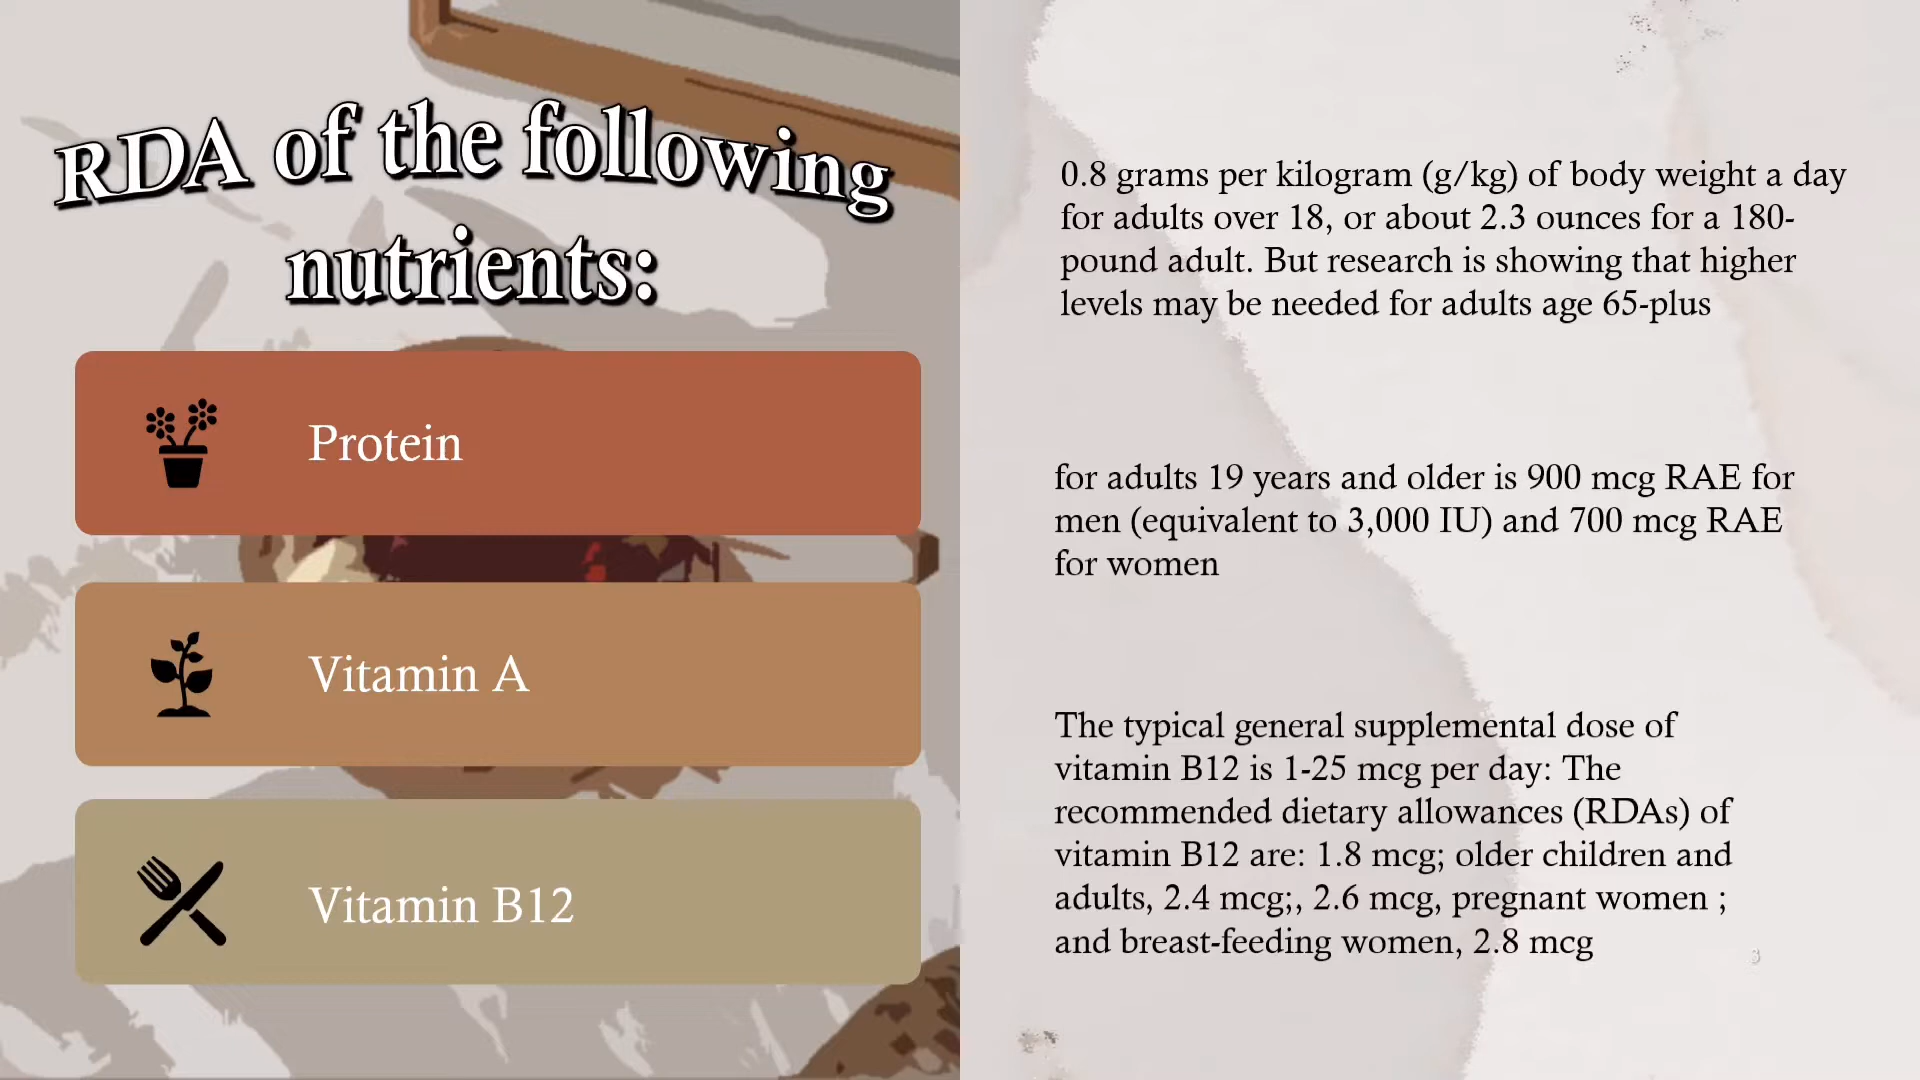 RDA of the following
nutrients:
Protein
Vitamin A
Vitamin B12
0.8 grams per kilogram (g/kg) of body weight a day
for adults over 18, or about 2.3 ounces for a 180-
pound adult. But research is showing that higher
levels may be needed for adults age 65-plus
for adults 19 years and older is 900 mcg RAE for
men (equivalent to 3,000 IU) and 700 mcg RAE
for women
The typical general supplemental dose of
vitamin B12 is 1-25 mcg per day: The
recommended dietary allowances (RDAs) of
vitamin B12 are: 1.8 mcg; older children and
adults, 2.4 mcg;, 2.6 mcg, pregnant women ;
and breast-feeding women, 2.8 mcg